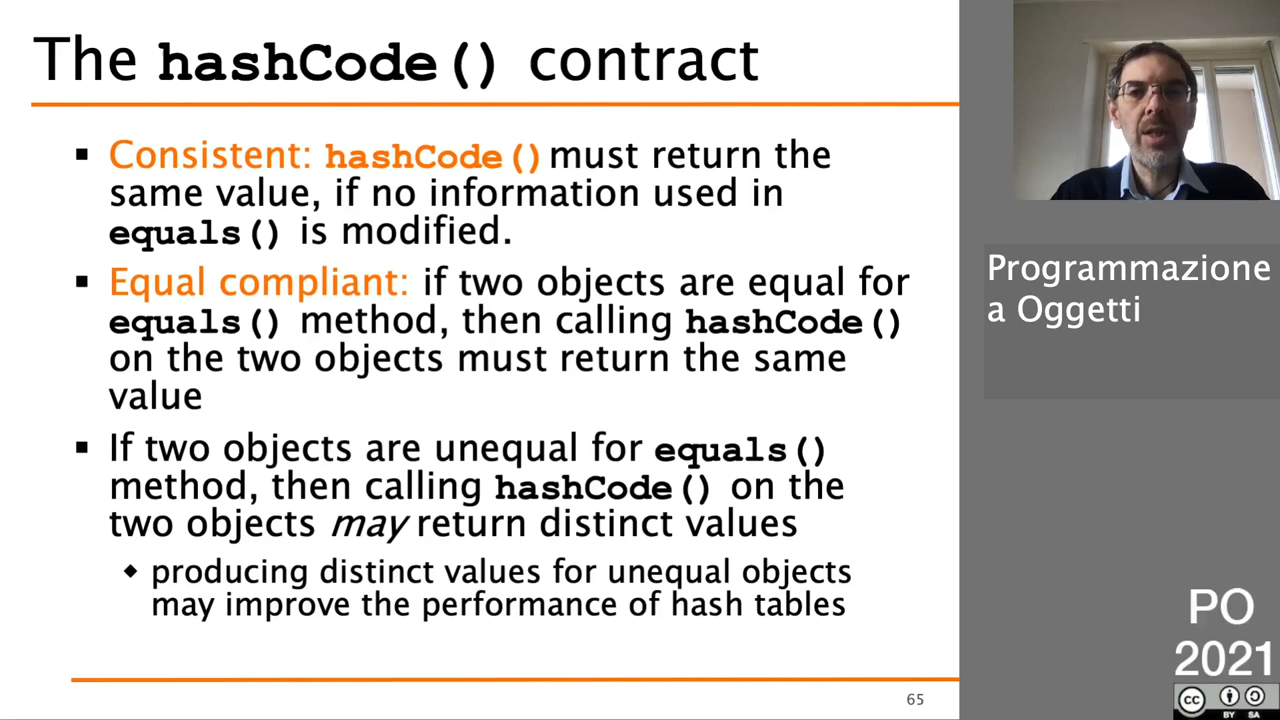 The hashCode() contract
▪ Consistent: hashCode() must return the
same value, if no information used in
equals() is modified.
▪ Equal compliant: if two objects are equal for
equals() method, then calling hashCode()
on the two objects must return the same
value
▪ If two objects are unequal for equals()
method, then calling hashCode() on the
two objects may return distinct values
◆ producing distinct values for unequal objects
may improve the performance of hash tables
65
Programmazione
a Oggetti
PO
2021
CC
BY SA